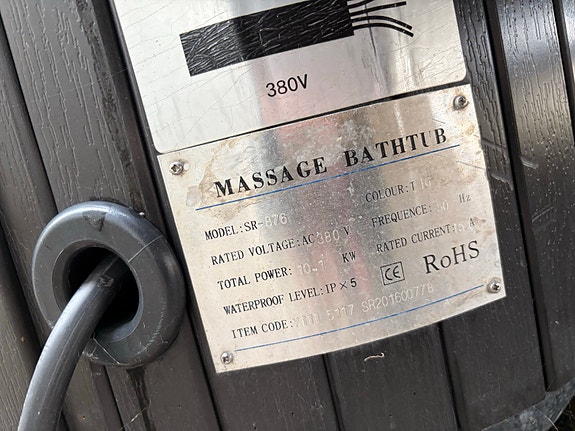 380V
MASSAGE BATHTUB
MODEL:SR-876 COLOUR:T
RATED VOLTAGE:AC380 V FREQUENCE: Hz
TOTAL POWER: KW RATED CURRENT: A
WATERPROOF LEVEL:IP×5 CE RoHS
ITEM CODE: SR201600778